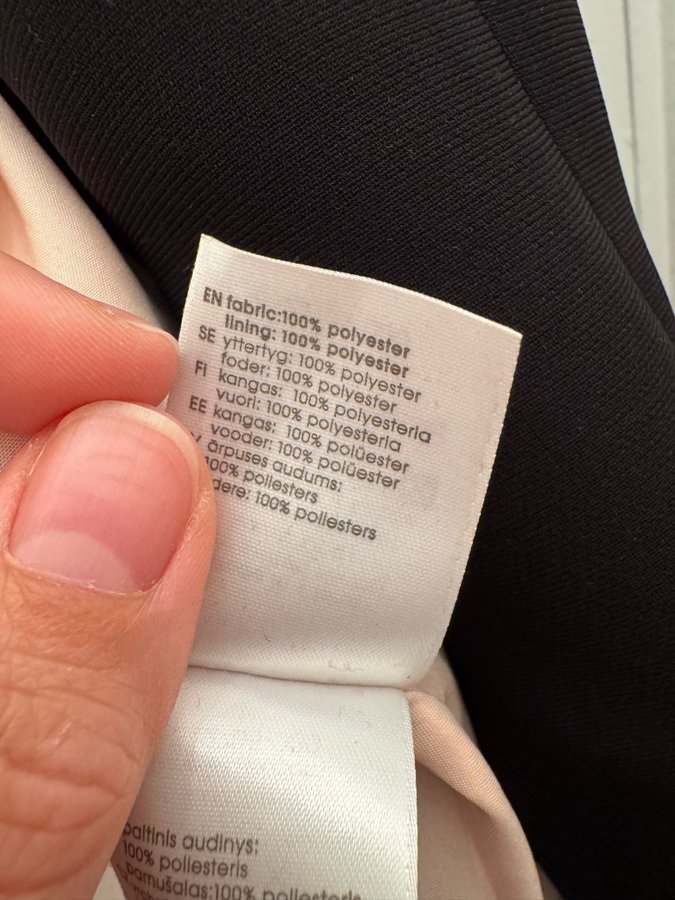 EN fabric:100% polyester
lining: 100% polyester
SE yttertyg: 100% polyester
foder: 100% polyester
FI kangas: 100% polyesteria
vuori: 100% polyesteria
EE kangas: 100% polüester
vooder: 100% polüester
ārpuses audums:
100% poliesters
100% poliesters
audinys:
100% poliesteris
pamušalas:100% poliesteris